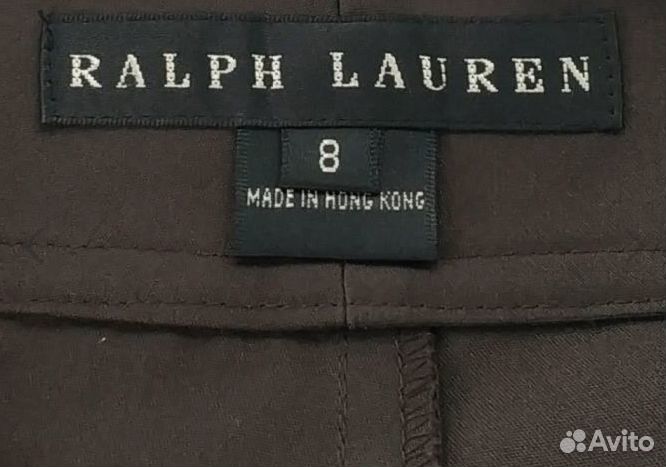 RALPH LAUREN
8
MADE IN HONG KONG
Avito